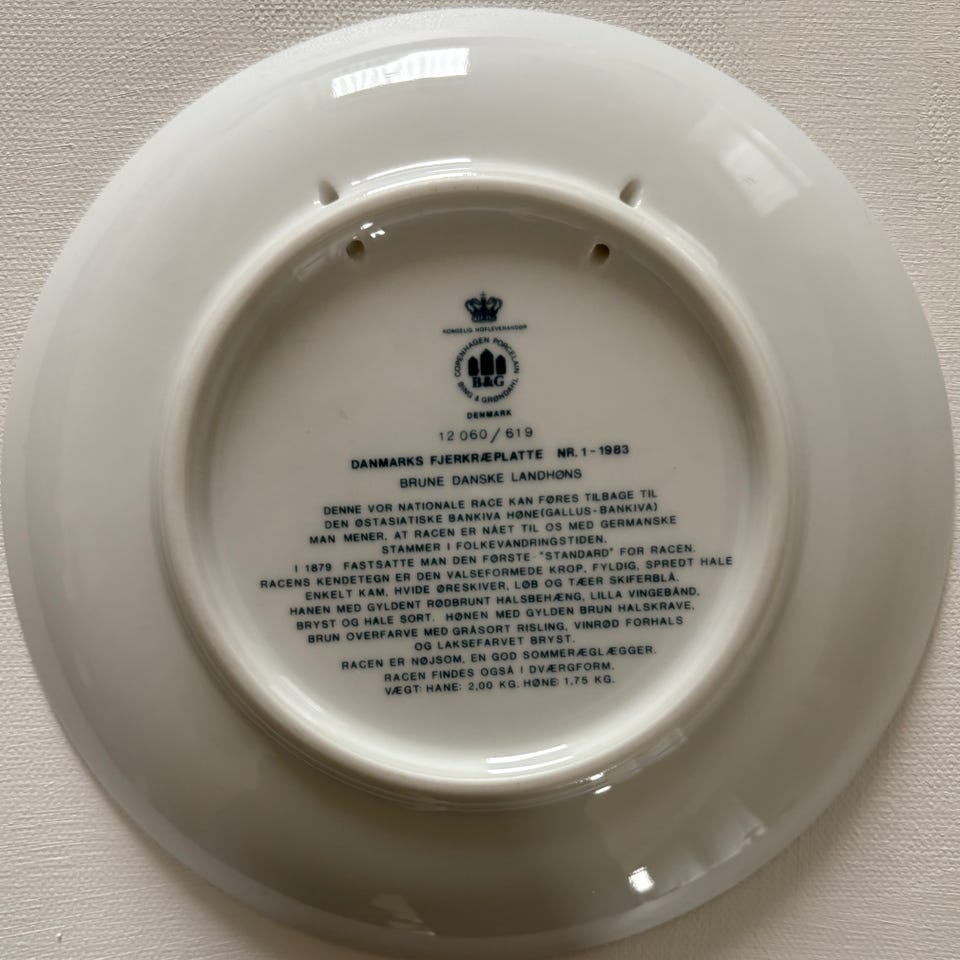 KONGELIG HOFLEVERANDØR
COPENHAGEN PORCELAIN
B&G
BING & GRØNDAHL
DENMARK
12 060/619
DANMARKS FJERKRÆPLATTE NR. 1 - 1983
BRUNE DANSKE LANDHØNS
DENNE VOR NATIONALE RACE KAN FØRES TILBAGE TIL
DEN ØSTASIATISKE BANKIVA HØNE(GALLUS-BANKIVA)
MAN MENER, AT RACEN ER NÅET TIL OS MED GERMANSKE
STAMMER I FOLKEVANDRINGSTIDEN.
I 1879 FASTSATTE MAN DEN FØRSTE "STANDARD" FOR RACEN.
RACENS KENDETEGN ER DEN VALSEFORMEDE KROP, FYLDIG, SPREDT HALE
ENKELT KAM, HVIDE ØRESKIVER, LØB OG TÆER SKIFERBLÅ.
HANEN MED GYLDENT RØDBRUNT HALSBEHÆNG, LILLA VINGEBÅND,
BRYST OG HALE SORT. HØNEN MED GYLDEN BRUN HALSKRAVE,
BRUN OVERFARVE MED GRÅSORT RISLING, VINRØD FORHALS
OG LAKSEFARVET BRYST.
RACEN ER NØJSOM, EN GOD SOMMERÆGLÆGGER.
RACEN FINDES OGSÅ I DVÆRGFORM.
VÆGT: HANE: 2,00 KG. HØNE: 1,75 KG.